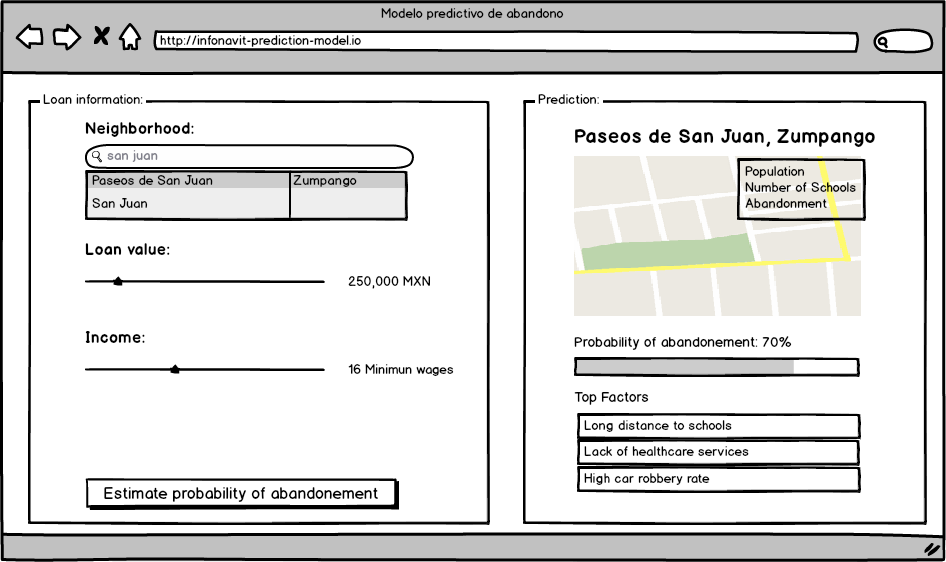 Modelo predictivo de abandono
http://infonavit-prediction-model.io
Loan information:
Neighborhood:
san juan
Paseos de San Juan Zumpango
San Juan
Loan value:
250,000 MXN
Income:
16 Minimun wages
Estimate probability of abandonement
Prediction:
Paseos de San Juan, Zumpango
Population
Number of Schools
Abandonment
Probability of abandonement: 70%
Top Factors
Long distance to schools
Lack of healthcare services
High car robbery rate